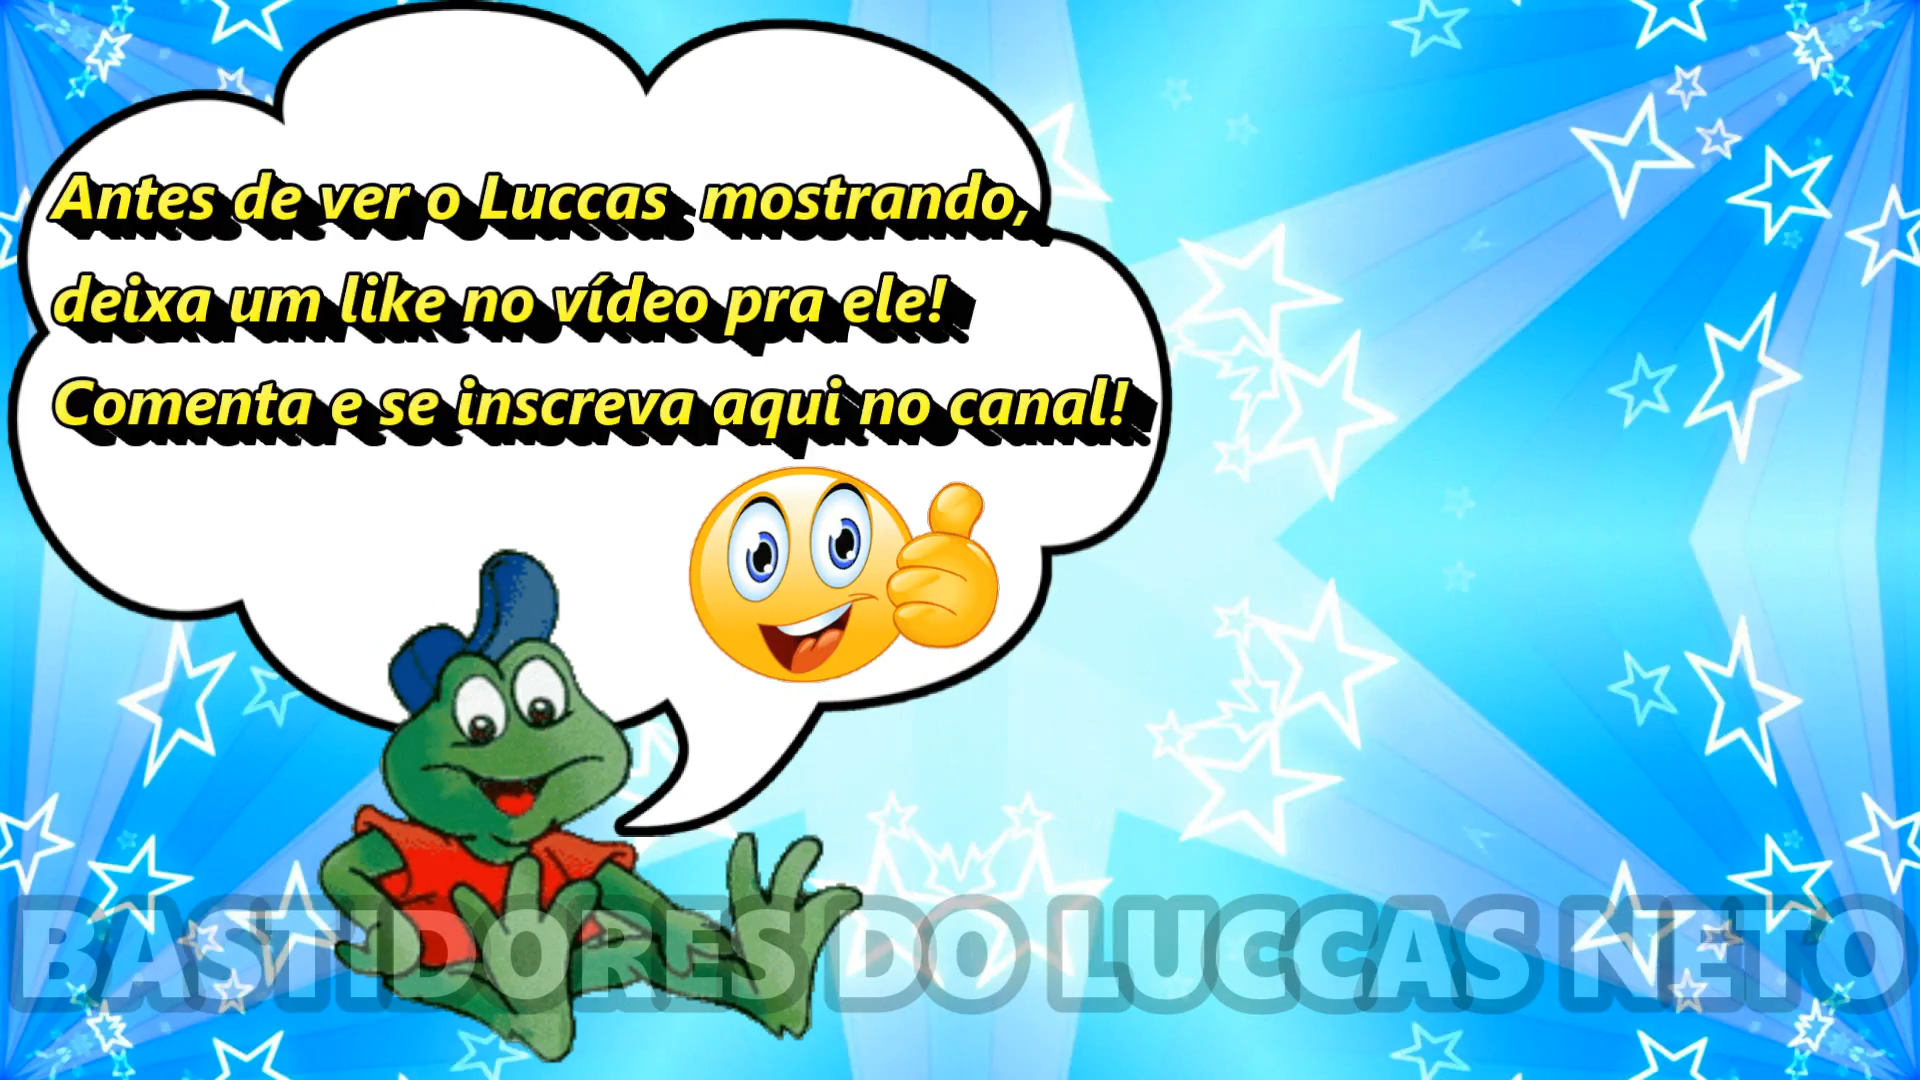 Antes de ver o Luccas mostrando,
deixa um like no vídeo pra ele!
Comenta e se inscreva aqui no canal!
BASTIDORES DO LUCCAS NETO